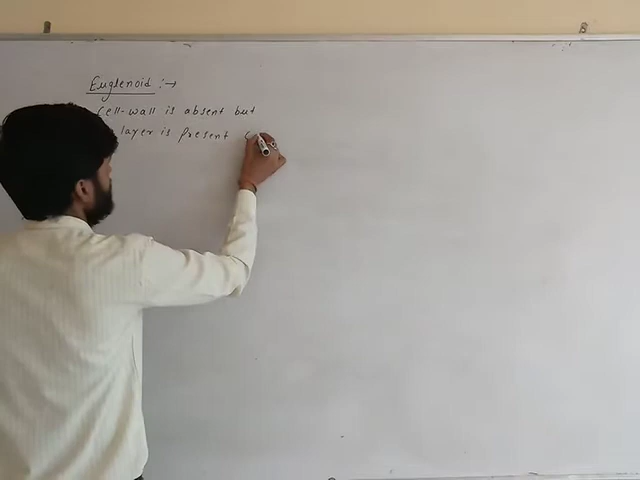 Euglenoid :→
Cell-wall is absent but
layer is present (